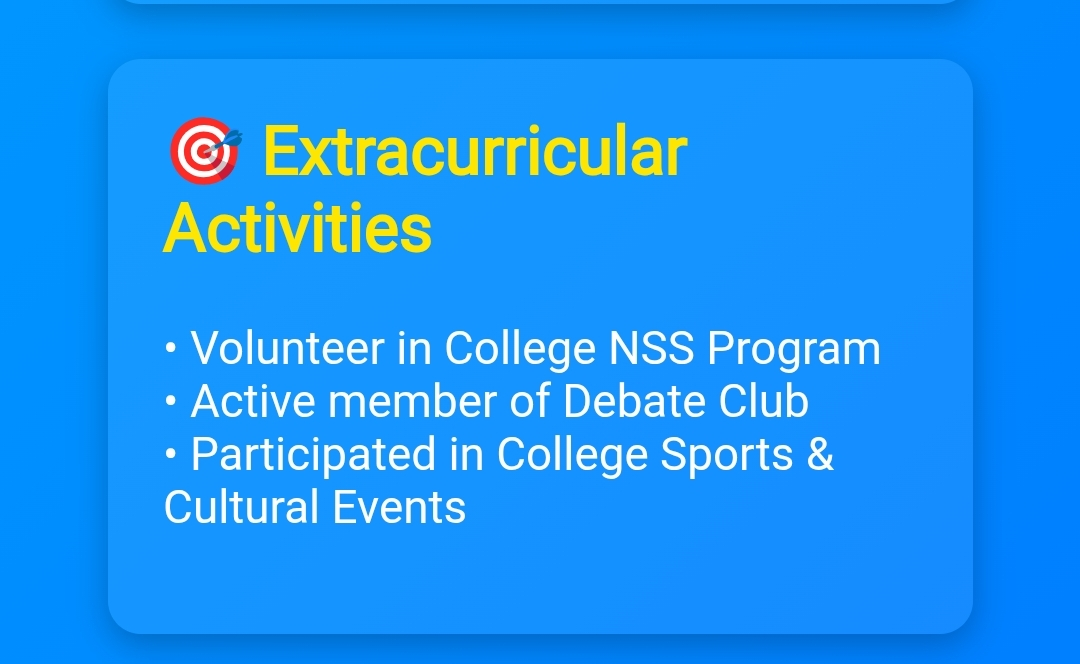 🎯 Extracurricular
Activities
• Volunteer in College NSS Program
• Active member of Debate Club
• Participated in College Sports &
Cultural Events